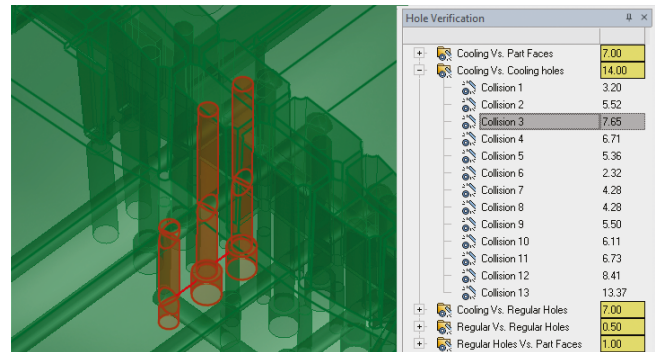 Hole Verification
Cooling Vs. Part Faces 7.00
Cooling Vs. Cooling holes 14.00
Collision 1 3.20
Collision 2 5.52
Collision 3 7.65
Collision 4 6.71
Collision 5 5.36
Collision 6 2.32
Collision 7 4.28
Collision 8 4.28
Collision 9 5.50
Collision 10 6.11
Collision 11 6.73
Collision 12 8.41
Collision 13 13.37
Cooling Vs. Regular Holes 7.00
Regular Vs. Regular Holes 0.50
Regular Holes Vs. Part Faces 1.00